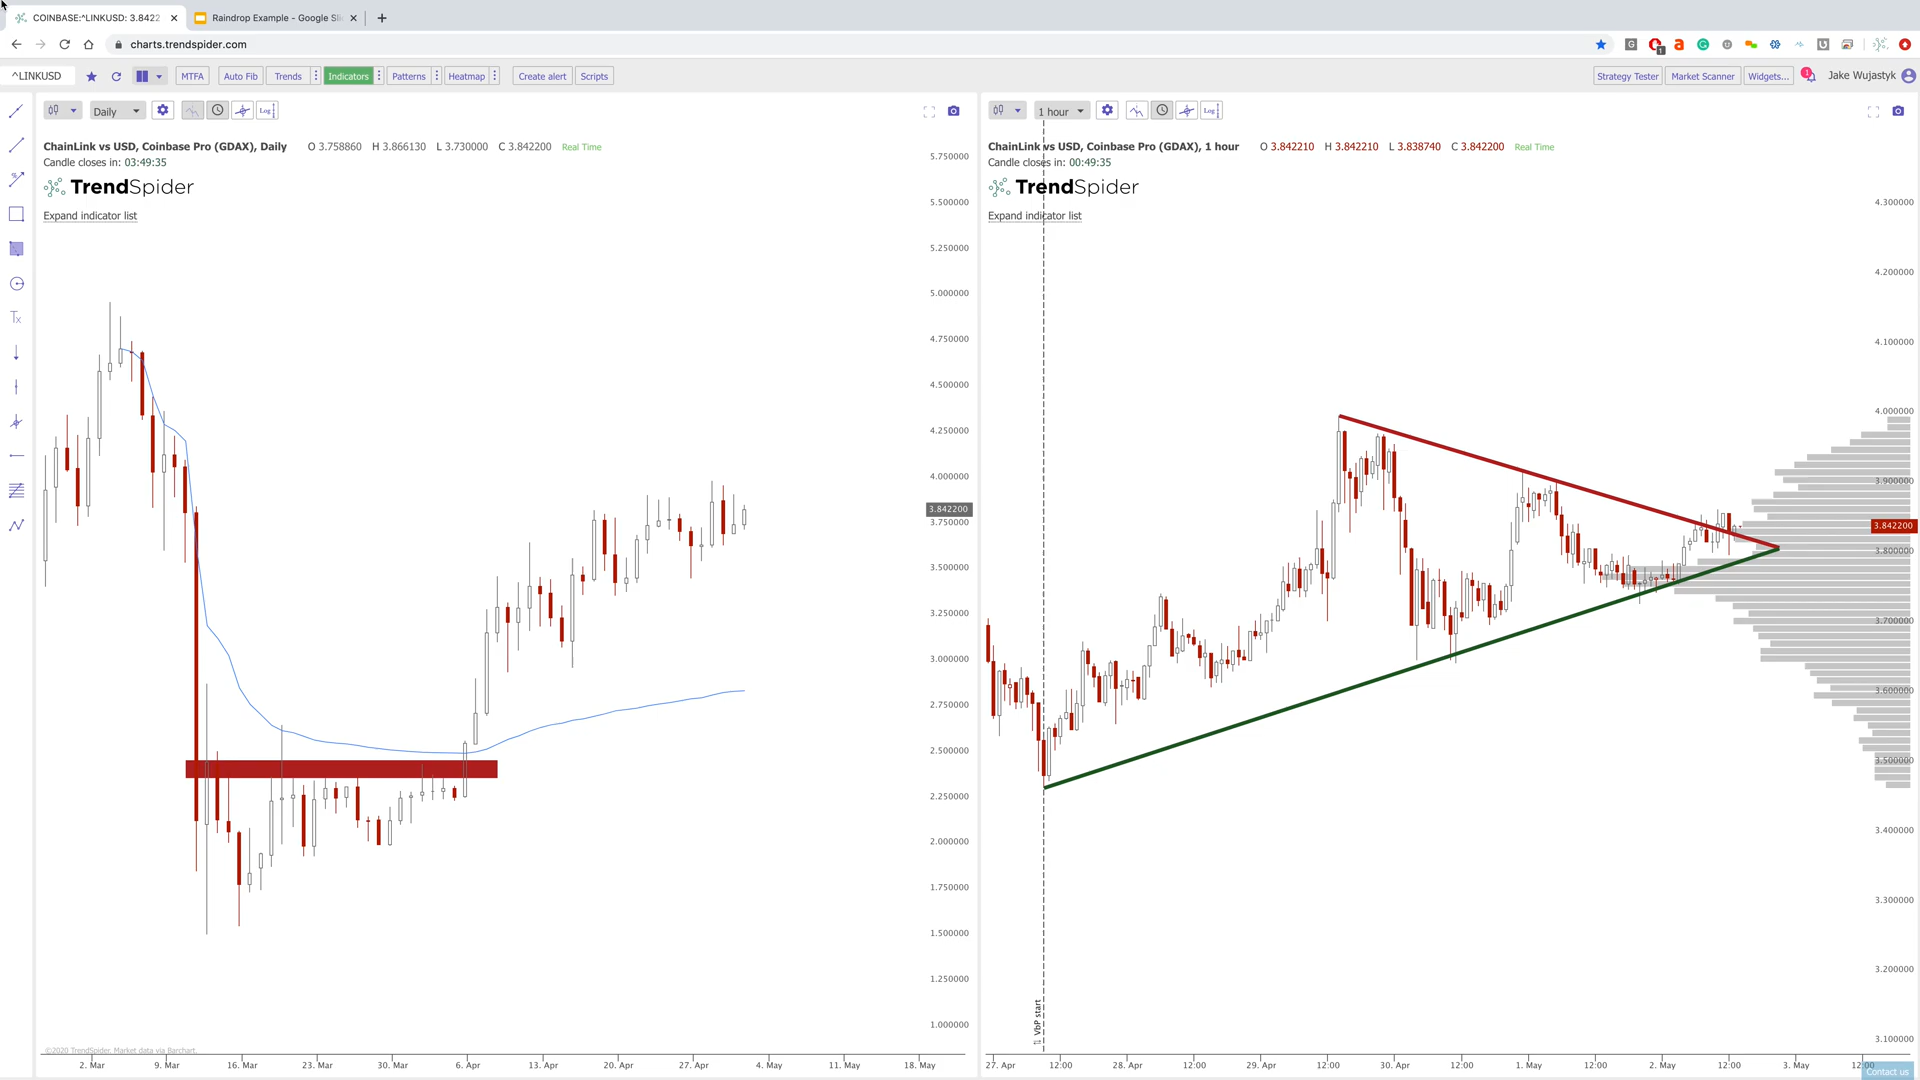 COINBASE:^LINKUSD: 3.8422
Raindrop Example - Google Sli
charts.trendspider.com
^LINKUSD
MTFA
Auto Fib
Trends
Indicators
Patterns
Heatmap
Create alert
Scripts
Strategy Tester
Market Scanner
Widgets...
1
Jake Wujastyk
Daily
Log
ChainLink vs USD, Coinbase Pro (GDAX), Daily O 3.758860 H 3.866130 L 3.730000 C 3.842200 Real Time
Candle closes in: 03:49:35
TrendSpider
Expand indicator list
5.750000
5.500000
5.250000
5.000000
4.750000
4.500000
4.250000
4.000000
3.842200
3.750000
3.500000
3.250000
3.000000
2.750000
2.500000
2.250000
2.000000
1.750000
1.500000
1.250000
1.000000
©2020 TrendSpider. Market data via Barchart.
2. Mar 9. Mar 16. Mar 23. Mar 30. Mar 6. Apr 13. Apr 20. Apr 27. Apr 4. May 11. May 18. May
1 hour
Log
ChainLink vs USD, Coinbase Pro (GDAX), 1 hour O 3.842210 H 3.842210 L 3.838740 C 3.842200 Real Time
Candle closes in: 00:49:35
TrendSpider
Expand indicator list
4.300000
4.200000
4.100000
4.000000
3.900000
3.842200
3.800000
3.700000
3.600000
3.500000
3.400000
3.300000
3.200000
3.100000
VbP start
27. Apr 12:00 28. Apr 12:00 29. Apr 12:00 30. Apr 12:00 1. May 12:00 2. May 12:00 3. May 12:00
Contact us